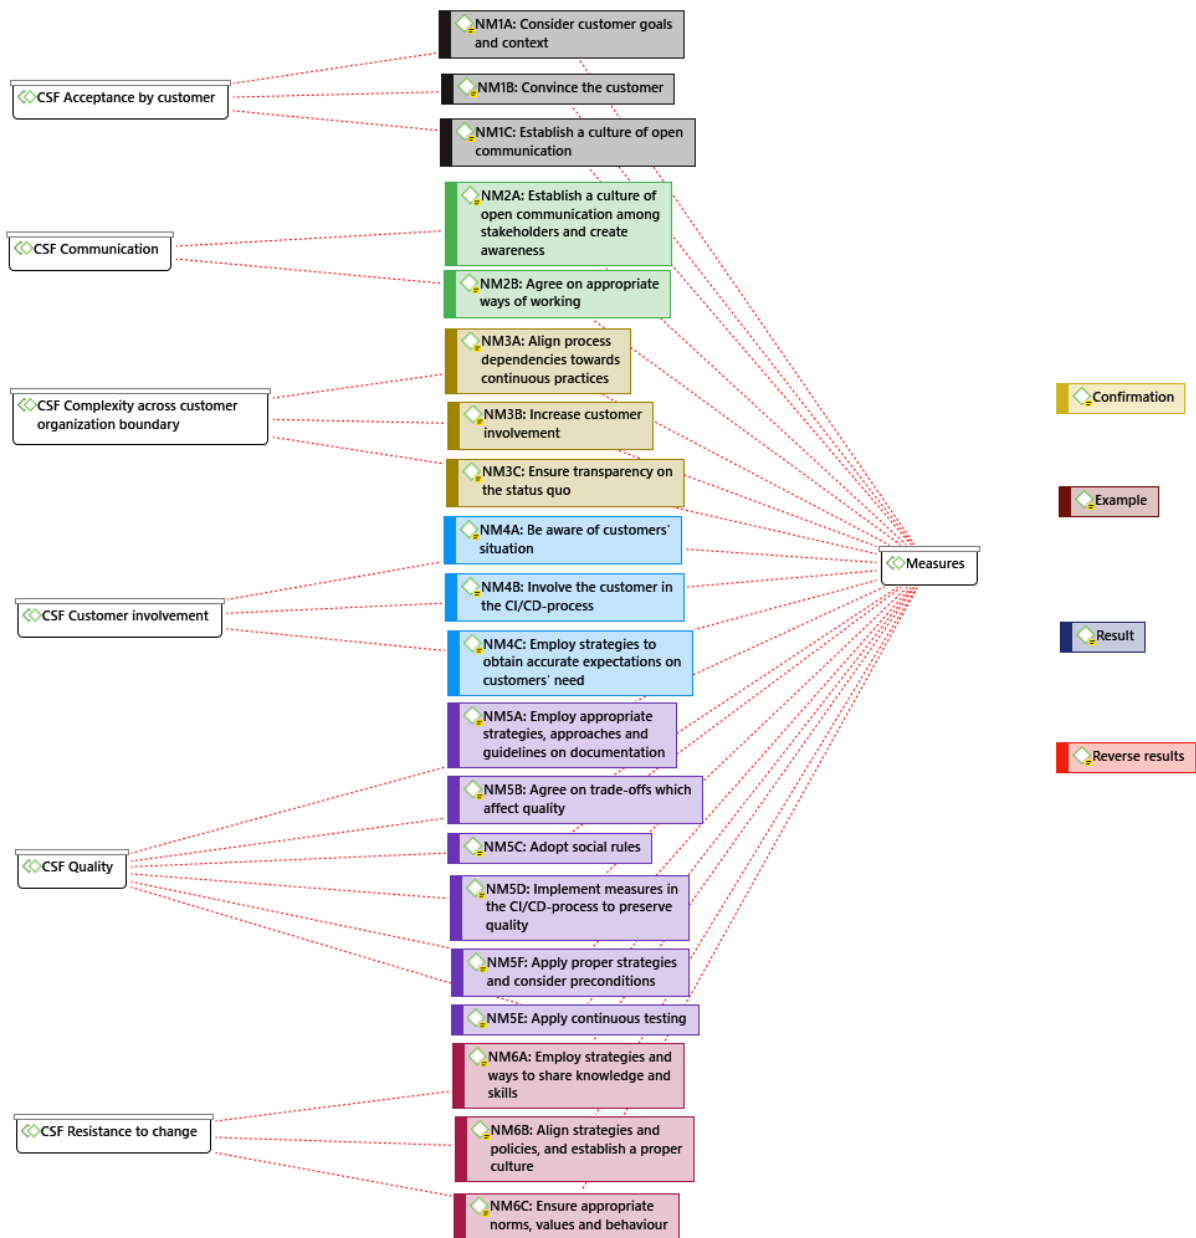 NM1A: Consider customer goals
and context
NM1B: Convince the customer
NM1C: Establish a culture of open
communication
CSF Acceptance by customer
NM2A: Establish a culture of
open communication among
stakeholders and create
awareness
NM2B: Agree on appropriate
ways of working
CSF Communication
NM3A: Align process
dependencies towards
continuous practices
NM3B: Increase customer
involvement
NM3C: Ensure transparency on
the status quo
CSF Complexity across customer
organization boundary
NM4A: Be aware of customers'
situation
NM4B: Involve the customer in
the CI/CD-process
NM4C: Employ strategies to
obtain accurate expectations on
customers' need
CSF Customer involvement
NM5A: Employ appropriate
strategies, approaches and
guidelines on documentation
NM5B: Agree on trade-offs which
affect quality
NM5C: Adopt social rules
NM5D: Implement measures in
the CI/CD-process to preserve
quality
NM5F: Apply proper strategies
and consider preconditions
NM5E: Apply continuous testing
CSF Quality
NM6A: Employ strategies and
ways to share knowledge and
skills
NM6B: Align strategies and
policies, and establish a proper
culture
NM6C: Ensure appropriate
norms, values and behaviour
CSF Resistance to change
Measures
Confirmation
Example
Result
Reverse results